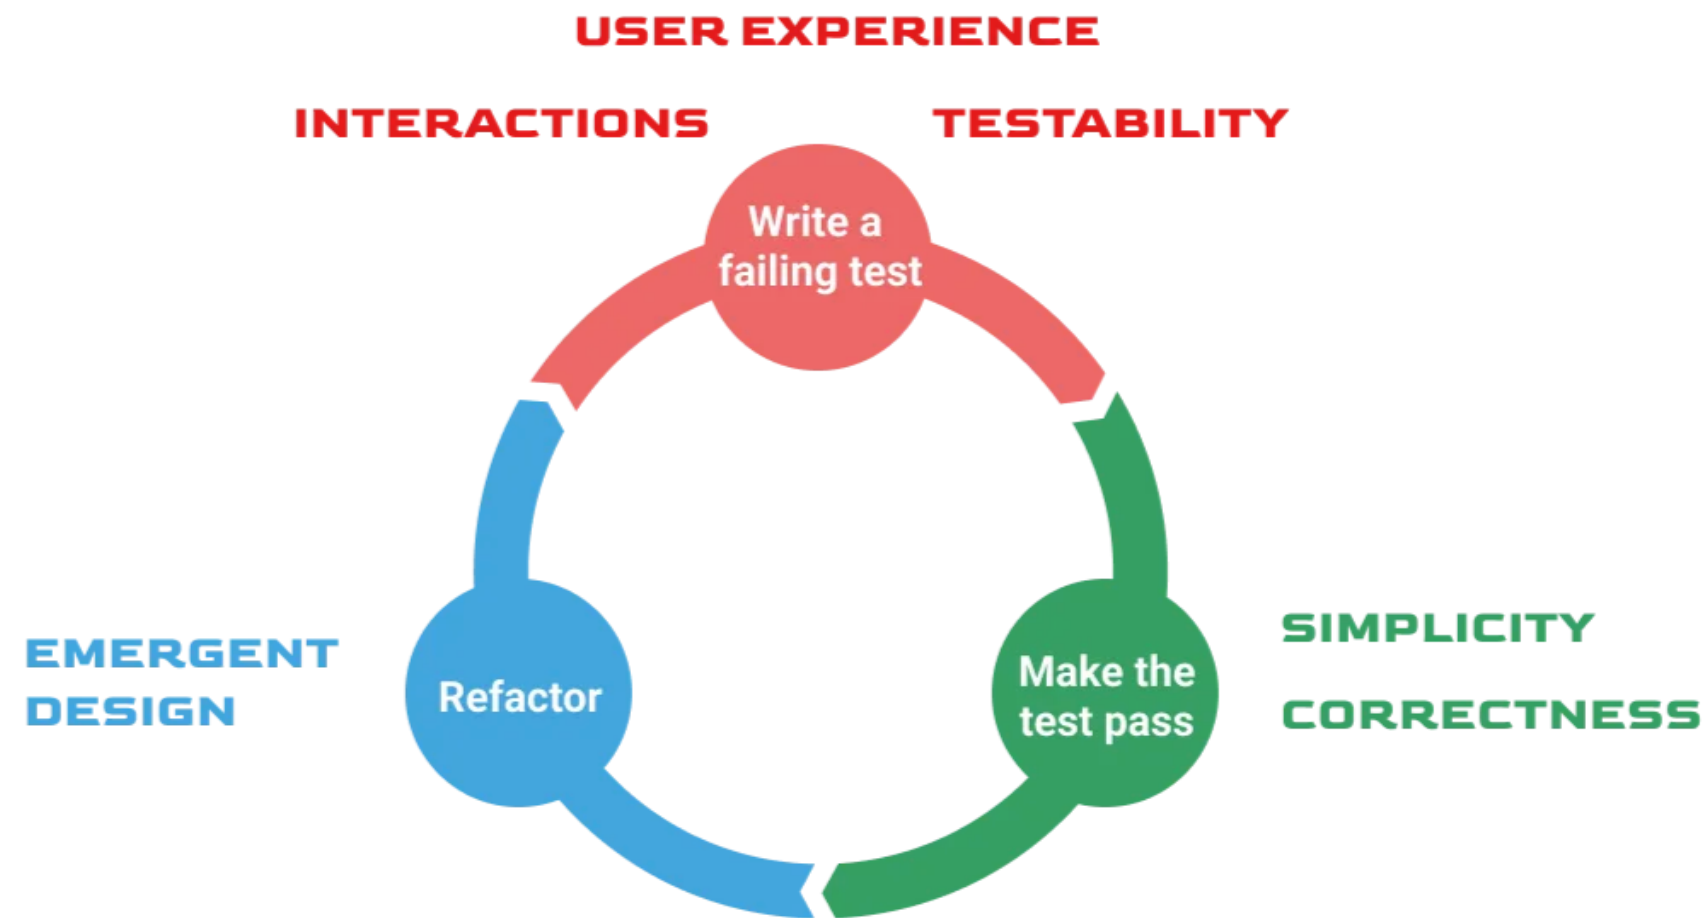 USER EXPERIENCE
INTERACTIONS
TESTABILITY
Write a
failing test
EMERGENT
DESIGN
Refactor
Make the
test pass
SIMPLICITY
CORRECTNESS